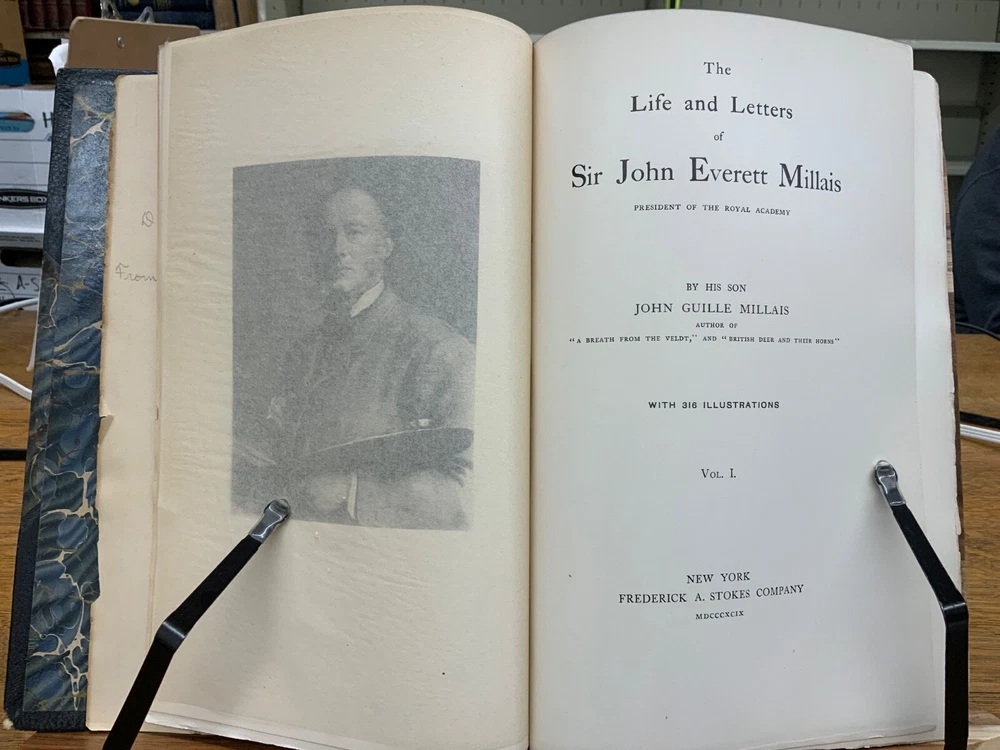 The
Life and Letters
of
Sir John Everett Millais
PRESIDENT OF THE ROYAL ACADEMY
BY HIS SON
JOHN GUILLE MILLAIS
AUTHOR OF
"A BREATH FROM THE VELDT," AND "BRITISH DEER AND THEIR HORNS"
WITH 316 ILLUSTRATIONS
VOL. I.
NEW YORK
FREDERICK A. STOKES COMPANY
MDCCCXCIX
From
H
NKERS BOX
A-S